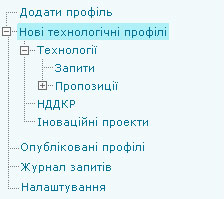 Додати профіль
Нові технологічні профілі
Технології
Запити
Пропозиції
НДДКР
Іноваційні проекти
Опубліковані профілі
Журнал запитів
Налаштування